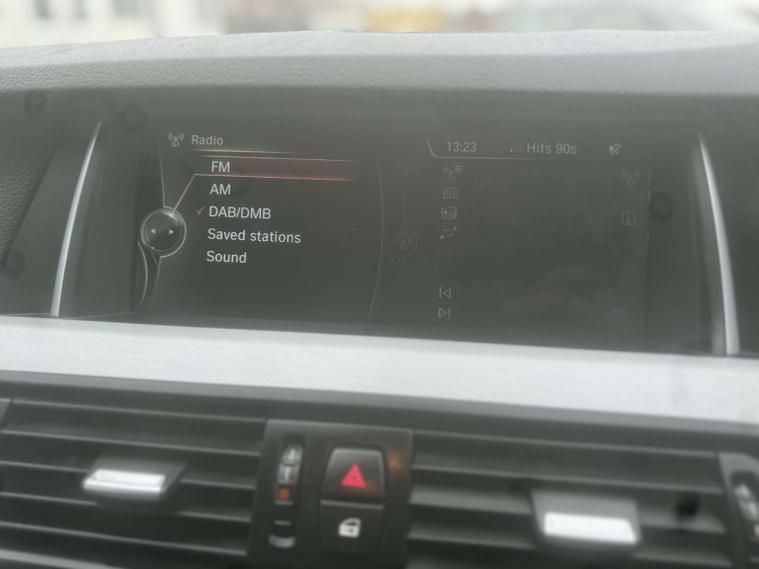 Radio
13:23
Hits 90s
FM
AM
DAB/DMB
Saved stations
Sound